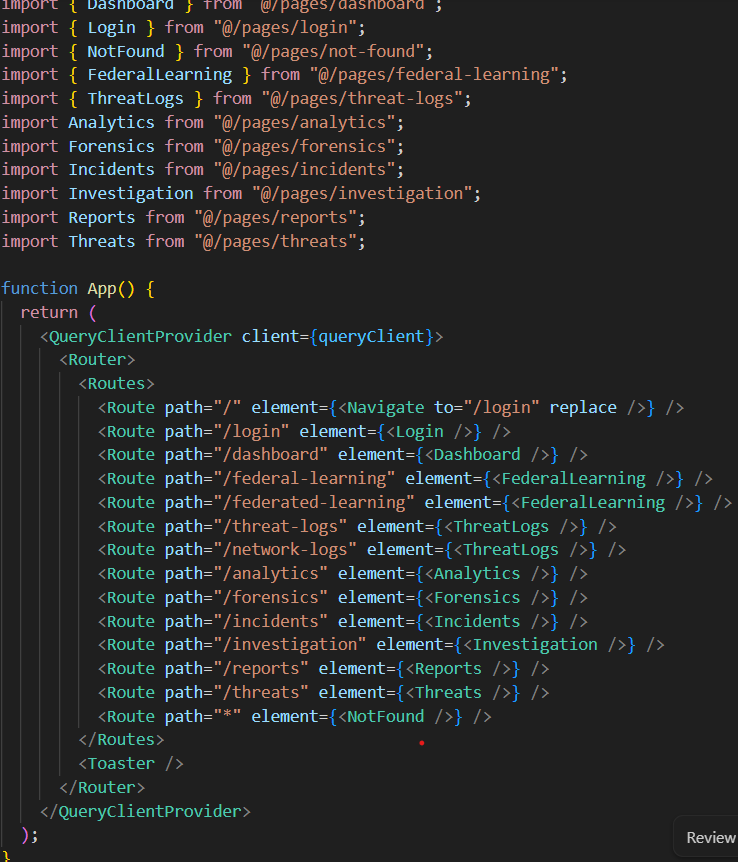 import { Dashboard } from "@/pages/dashboard";
import { Login } from "@/pages/login";
import { NotFound } from "@/pages/not-found";
import { FederalLearning } from "@/pages/federal-learning";
import { ThreatLogs } from "@/pages/threat-logs";
import Analytics from "@/pages/analytics";
import Forensics from "@/pages/forensics";
import Incidents from "@/pages/incidents";
import Investigation from "@/pages/investigation";
import Reports from "@/pages/reports";
import Threats from "@/pages/threats";

function App() {
  return (
    <QueryClientProvider client={queryClient}>
      <Router>
        <Routes>
          <Route path="/" element={<Navigate to="/login" replace />} />
          <Route path="/login" element={<Login />} />
          <Route path="/dashboard" element={<Dashboard />} />
          <Route path="/federal-learning" element={<FederalLearning />} />
          <Route path="/federated-learning" element={<FederalLearning />} />
          <Route path="/threat-logs" element={<ThreatLogs />} />
          <Route path="/network-logs" element={<ThreatLogs />} />
          <Route path="/analytics" element={<Analytics />} />
          <Route path="/forensics" element={<Forensics />} />
          <Route path="/incidents" element={<Incidents />} />
          <Route path="/investigation" element={<Investigation />} />
          <Route path="/reports" element={<Reports />} />
          <Route path="/threats" element={<Threats />} />
          <Route path="*" element={<NotFound />} />
        </Routes>
        <Toaster />
      </Router>
    </QueryClientProvider>
  );
Review
}